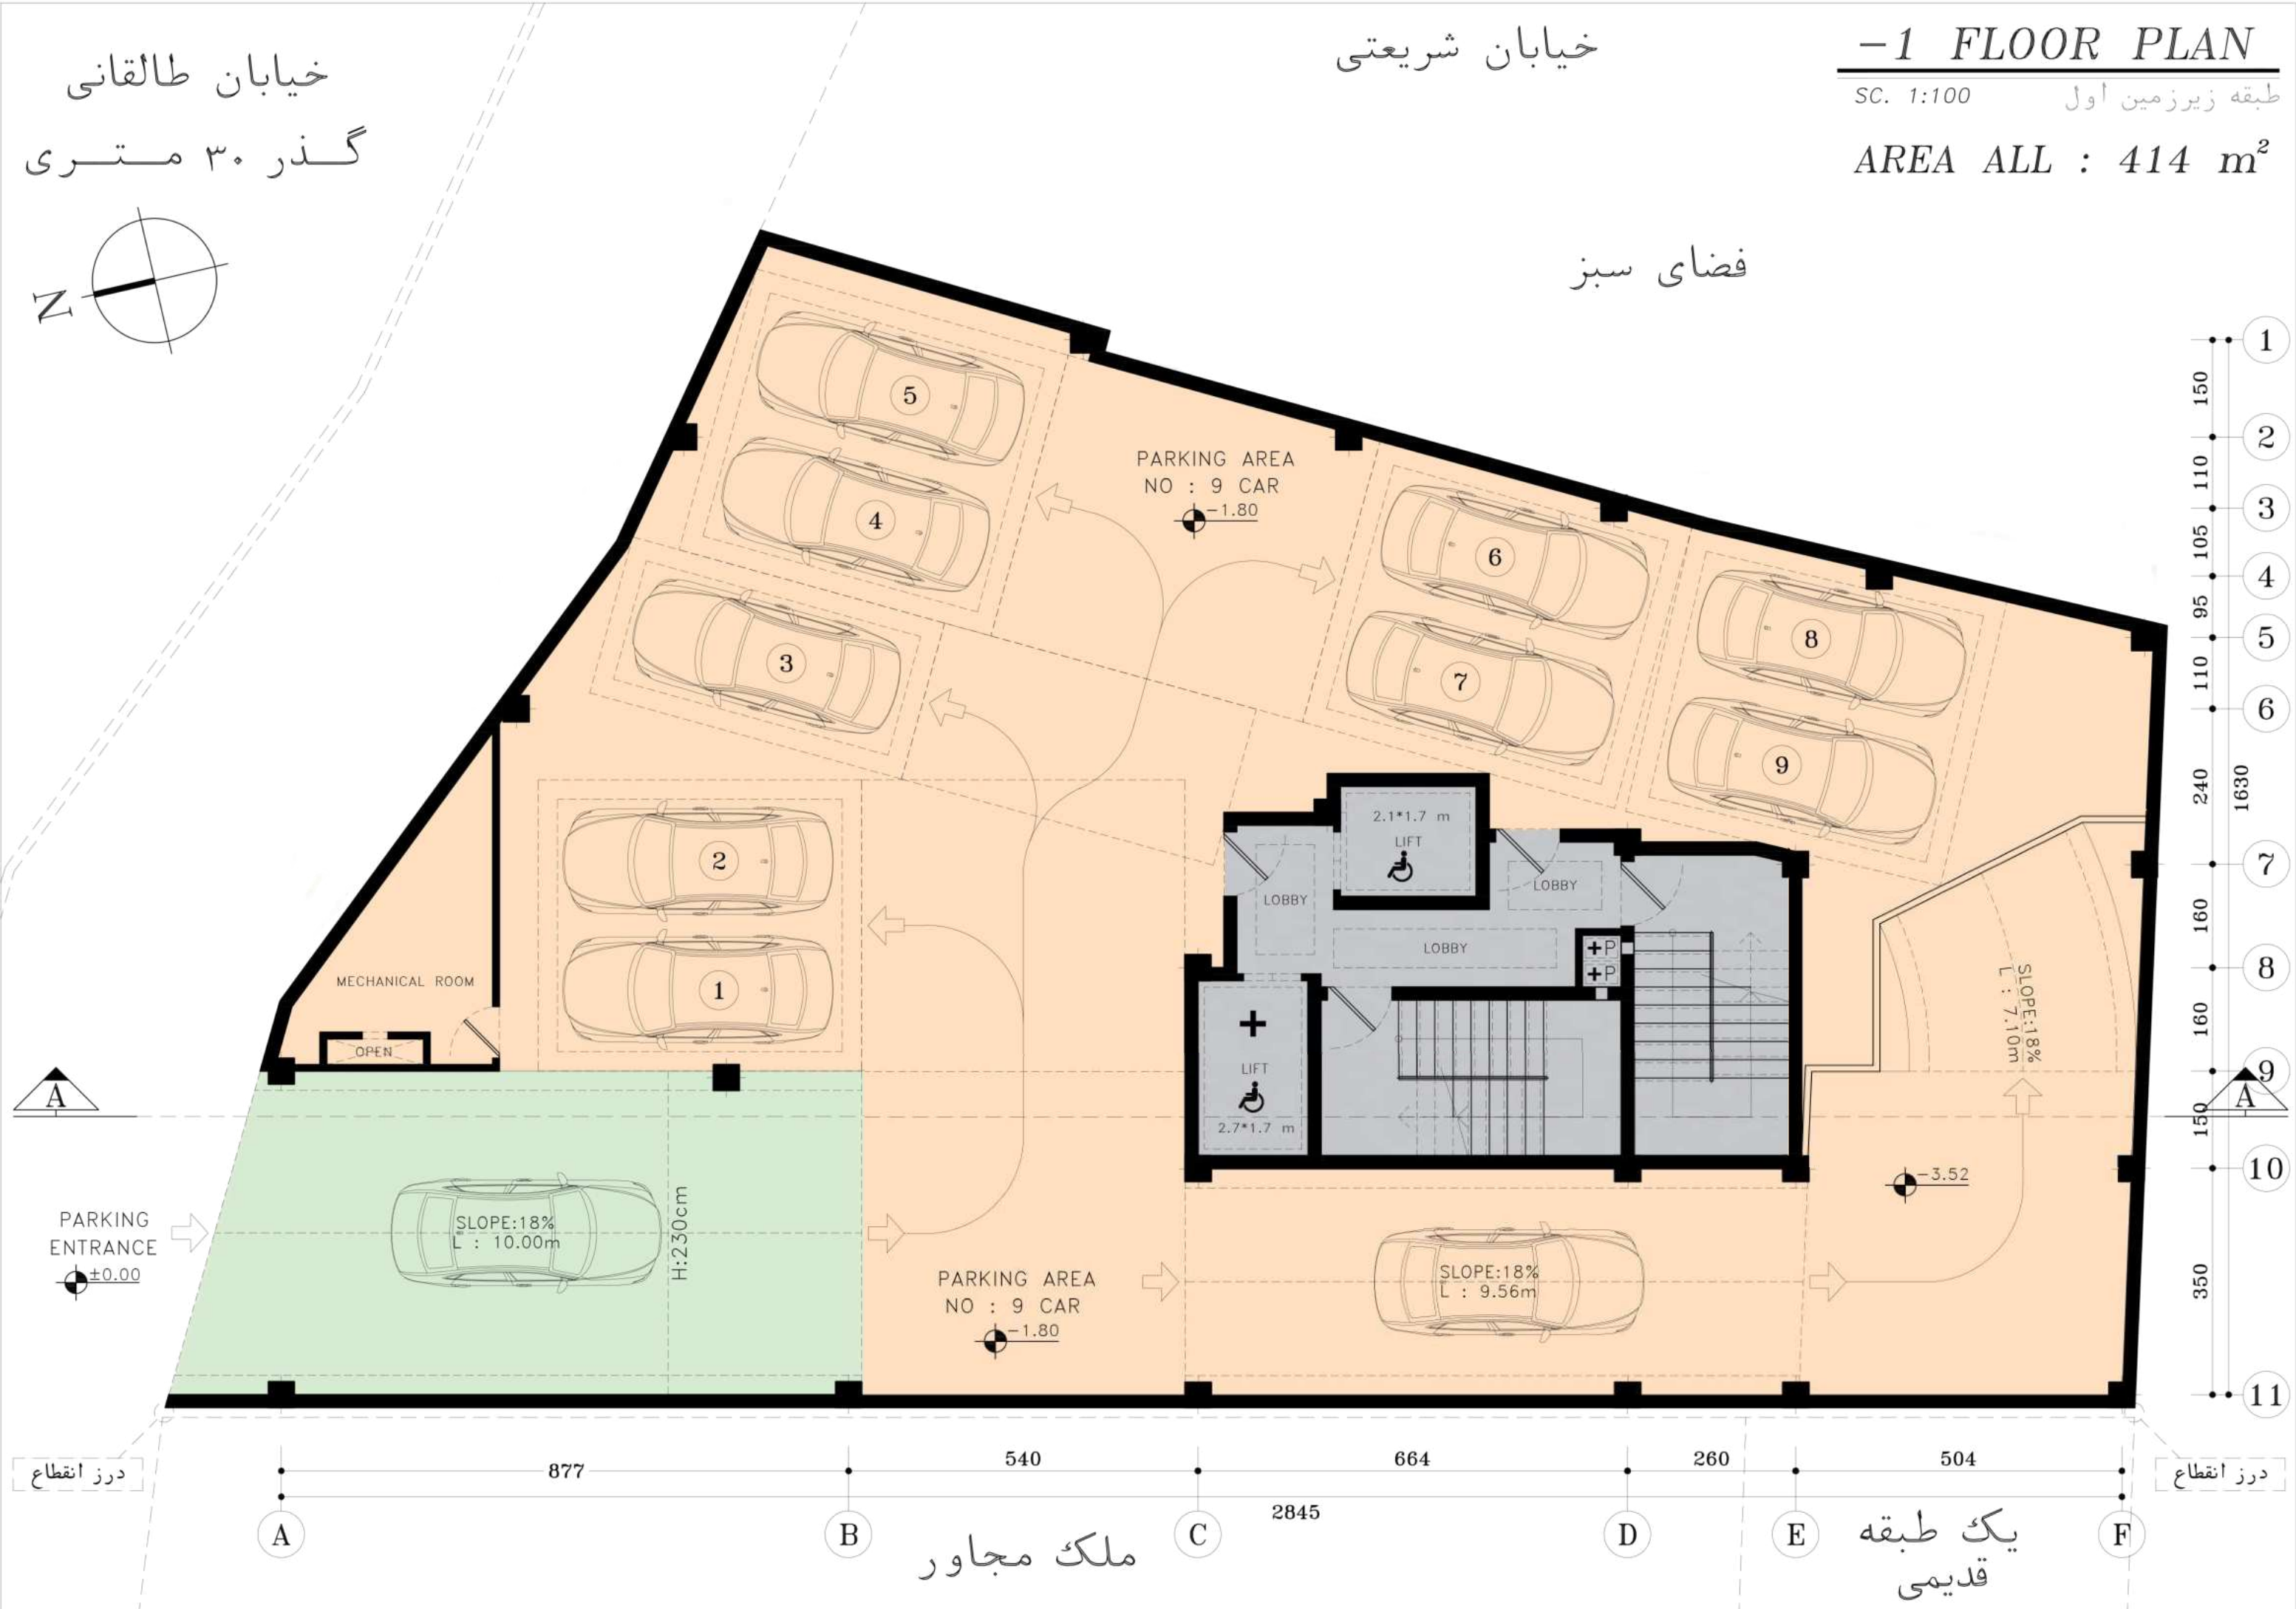 خیابان طالقانی
گـــذر ۳۰ مـــتـــری
N
خیابان شریعتی
-1 FLOOR PLAN
SC. 1:100
طبقه زیرزمین اول
AREA ALL : 414 m²
فضای سبز
5
4
3
PARKING AREA
NO : 9 CAR
-1.80
6
7
8
9
2
1
MECHANICAL ROOM
OPEN
2.1*1.7 m
LIFT
LOBBY
LOBBY
LOBBY
+P
+P
LIFT
2.7*1.7 m
SLOPE:18%
L : 7.10m
-3.52
A
A
PARKING
ENTRANCE
±0.00
SLOPE:18%
L : 10.00m
H:230cm
PARKING AREA
NO : 9 CAR
-1.80
SLOPE:18%
L : 9.56m
1
150
2
110
3
105
4
95
5
110
6
240
1630
7
160
8
160
9
150
10
350
11
درز انقطاع
درز انقطاع
877
540
664
260
504
2845
A
B
C
D
E
F
ملک مجاور
یک طبقه
قدیمی